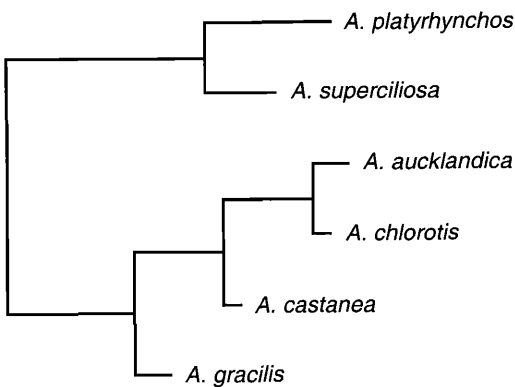 A. platyrhynchos
A. superciliosa
A. aucklandica
A. chlorotis
A. castanea
A. gracilis